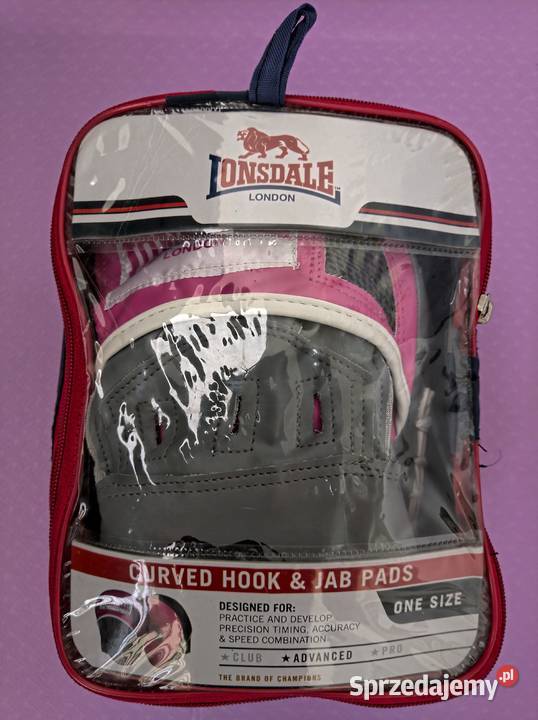 LONSDALE
LONDON
LONDON
CURVED HOOK & JAB PADS
ONE SIZE
DESIGNED FOR:
PRACTICE AND DEVELOP
PRECISION TIMING, ACCURACY
& SPEED COMBINATION
★ CLUB ★ ADVANCED ★ PRO
THE BRAND OF CHAMPIONS
Sprzedajemy.pl